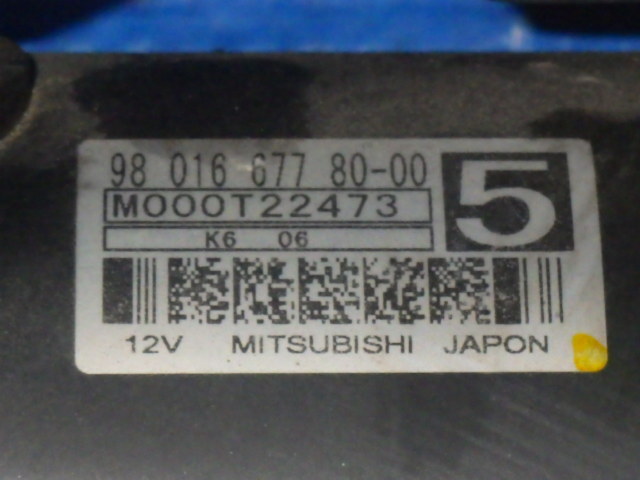 98 016 677 80-00
5
M000T22473
K6 06
12V MITSUBISHI JAPON